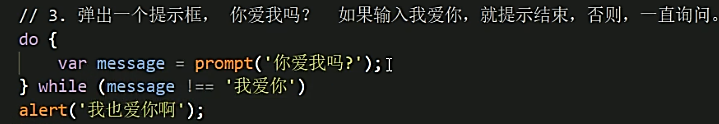 // 3. 弹出一个提示框， 你爱我吗？  如果输入我爱你，就提示结束，否则，一直询问。
do {
    var message = prompt('你爱我吗?');
} while (message !== '我爱你')
alert('我也爱你啊');